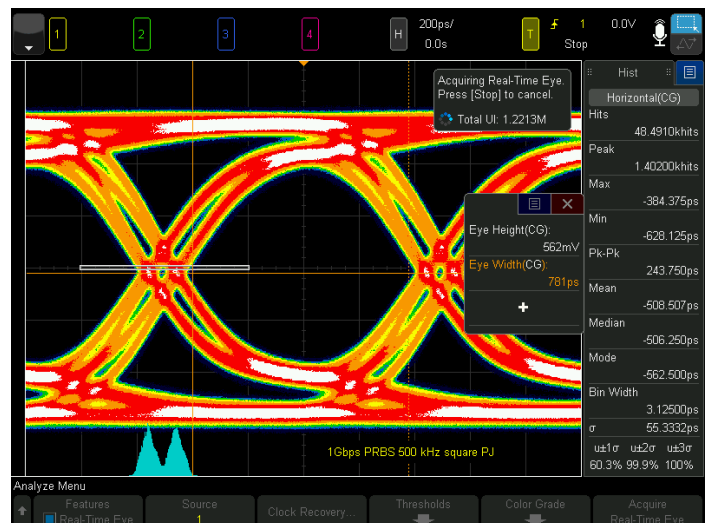 1
2
3
4
H
200ps/
0.0s
T
1
0.0V
Stop
Acquiring Real-Time Eye.
Press [Stop] to cancel.
Total UI: 1.2213M
Hist
Horizontal(CG)
Hits
48.4910khits
Peak
1.40200khits
Max
-384.375ps
Min
-628.125ps
Pk-Pk
243.750ps
Mean
-508.507ps
Median
-506.250ps
Mode
-562.500ps
Bin Width
3.12500ps
σ
55.3332ps
u±1σ u±2σ u±3σ
60.3% 99.9% 100%
Eye Height(CG):
562mV
Eye Width(CG):
781ps
1Gbps PRBS 500 kHz square PJ
Analyze Menu
Features
Real-Time Eye
Source
1
Clock Recovery...
Thresholds
Color Grade
Acquire
Real-Time Eye